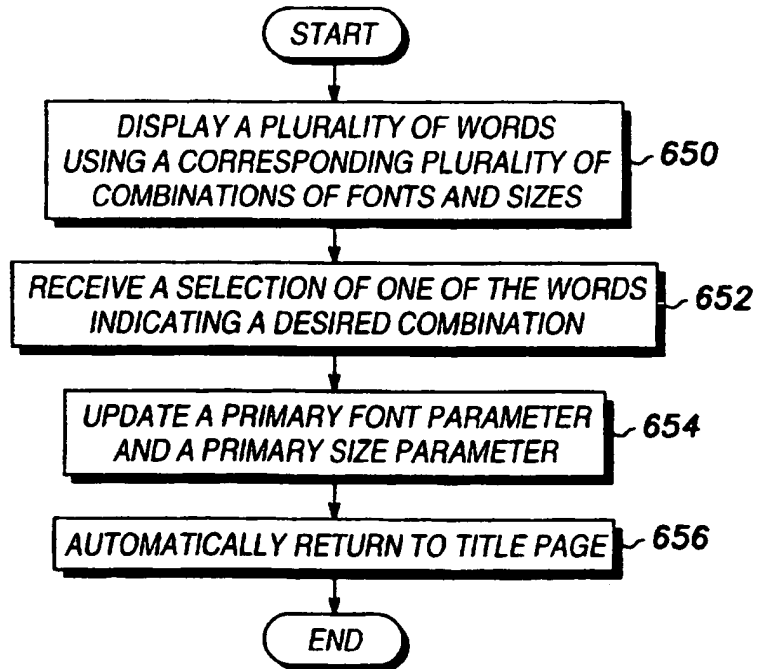 START
DISPLAY A PLURALITY OF WORDS
USING A CORRESPONDING PLURALITY OF
COMBINATIONS OF FONTS AND SIZES
650
RECEIVE A SELECTION OF ONE OF THE WORDS
INDICATING A DESIRED COMBINATION
652
UPDATE A PRIMARY FONT PARAMETER
AND A PRIMARY SIZE PARAMETER
654
AUTOMATICALLY RETURN TO TITLE PAGE
656
END